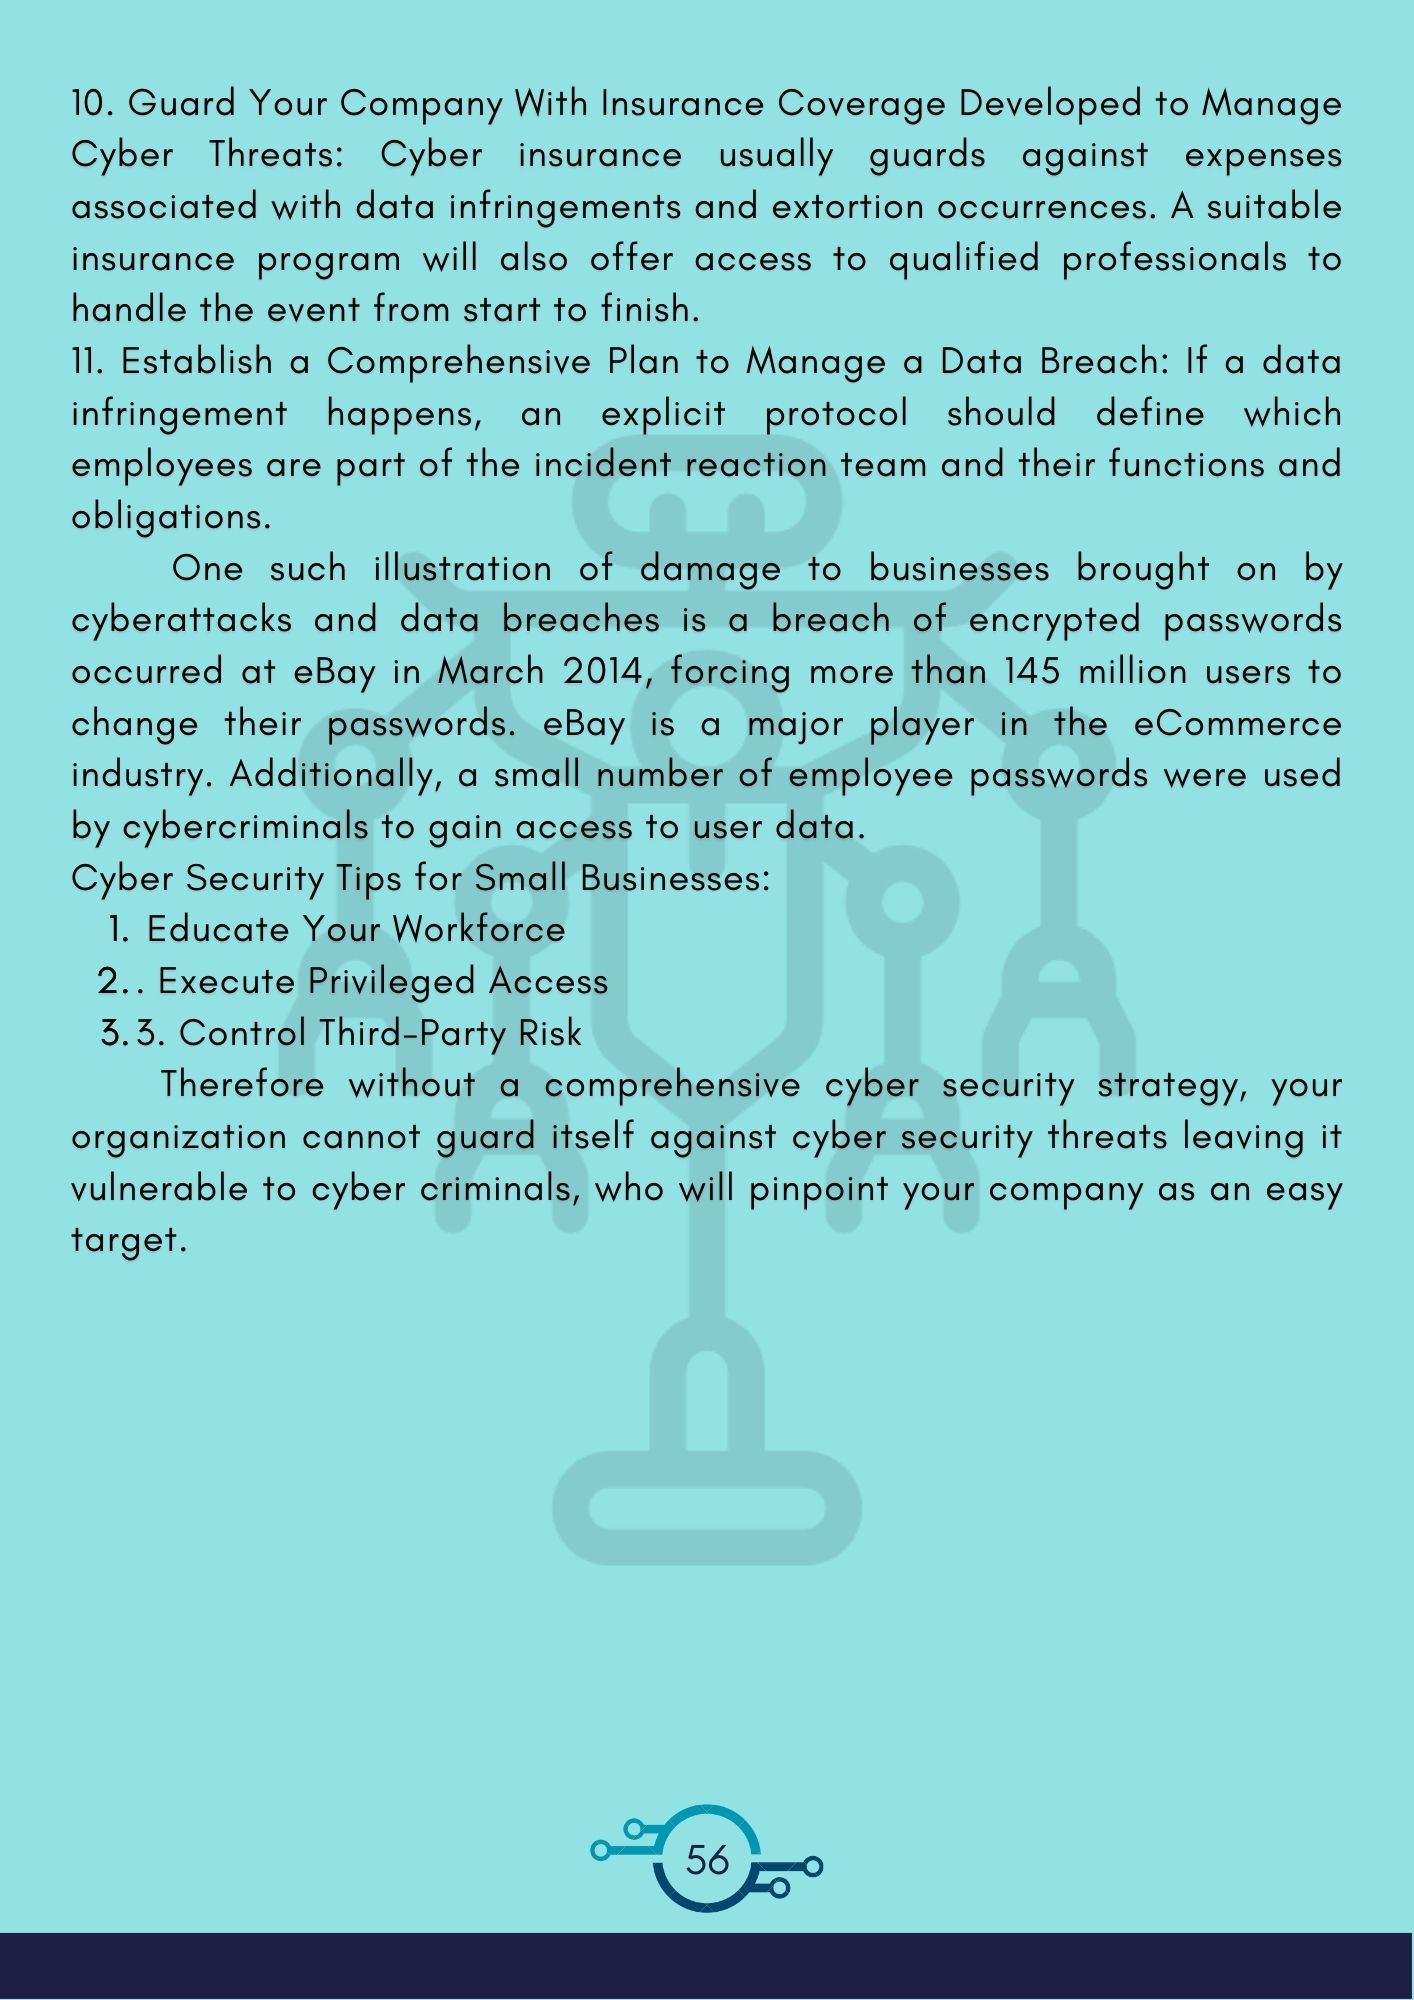 10. Guard Your Company With Insurance Coverage Developed to Manage
Cyber Threats: Cyber insurance usually guards against expenses
associated with data infringements and extortion occurrences. A suitable
insurance program will also offer access to qualified professionals to
handle the event from start to finish.
11. Establish a Comprehensive Plan to Manage a Data Breach: If a data
infringement happens, an explicit protocol should define which
employees are part of the incident reaction team and their functions and
obligations.
One such illustration of damage to businesses brought on by
cyberattacks and data breaches is a breach of encrypted passwords
occurred at eBay in March 2014, forcing more than 145 million users to
change their passwords. eBay is a major player in the eCommerce
industry. Additionally, a small number of employee passwords were used
by cybercriminals to gain access to user data.
Cyber Security Tips for Small Businesses:
1. Educate Your Workforce
2. . Execute Privileged Access
3. 3. Control Third-Party Risk
Therefore without a comprehensive cyber security strategy, your
organization cannot guard itself against cyber security threats leaving it
vulnerable to cyber criminals, who will pinpoint your company as an easy
target.
56